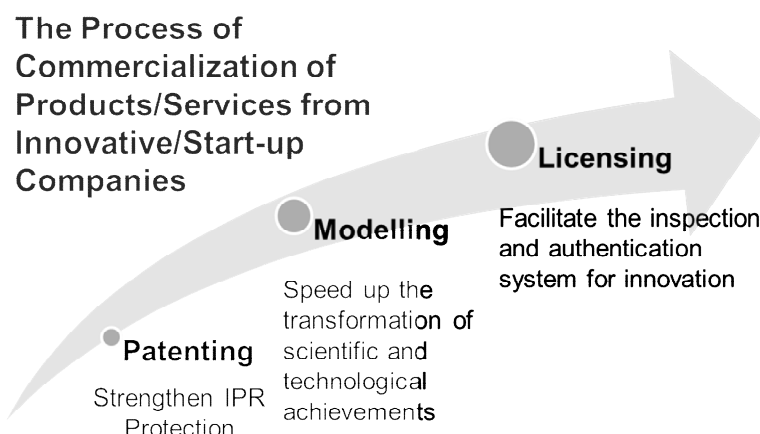 The Process of
Commercialization of
Products/Services from
Innovative/Start-up
Companies
Licensing
Facilitate the inspection
and authentication
system for innovation
Modelling
Speed up the
transformation of
scientific and
technological
achievements
Patenting
Strengthen IPR
Protection